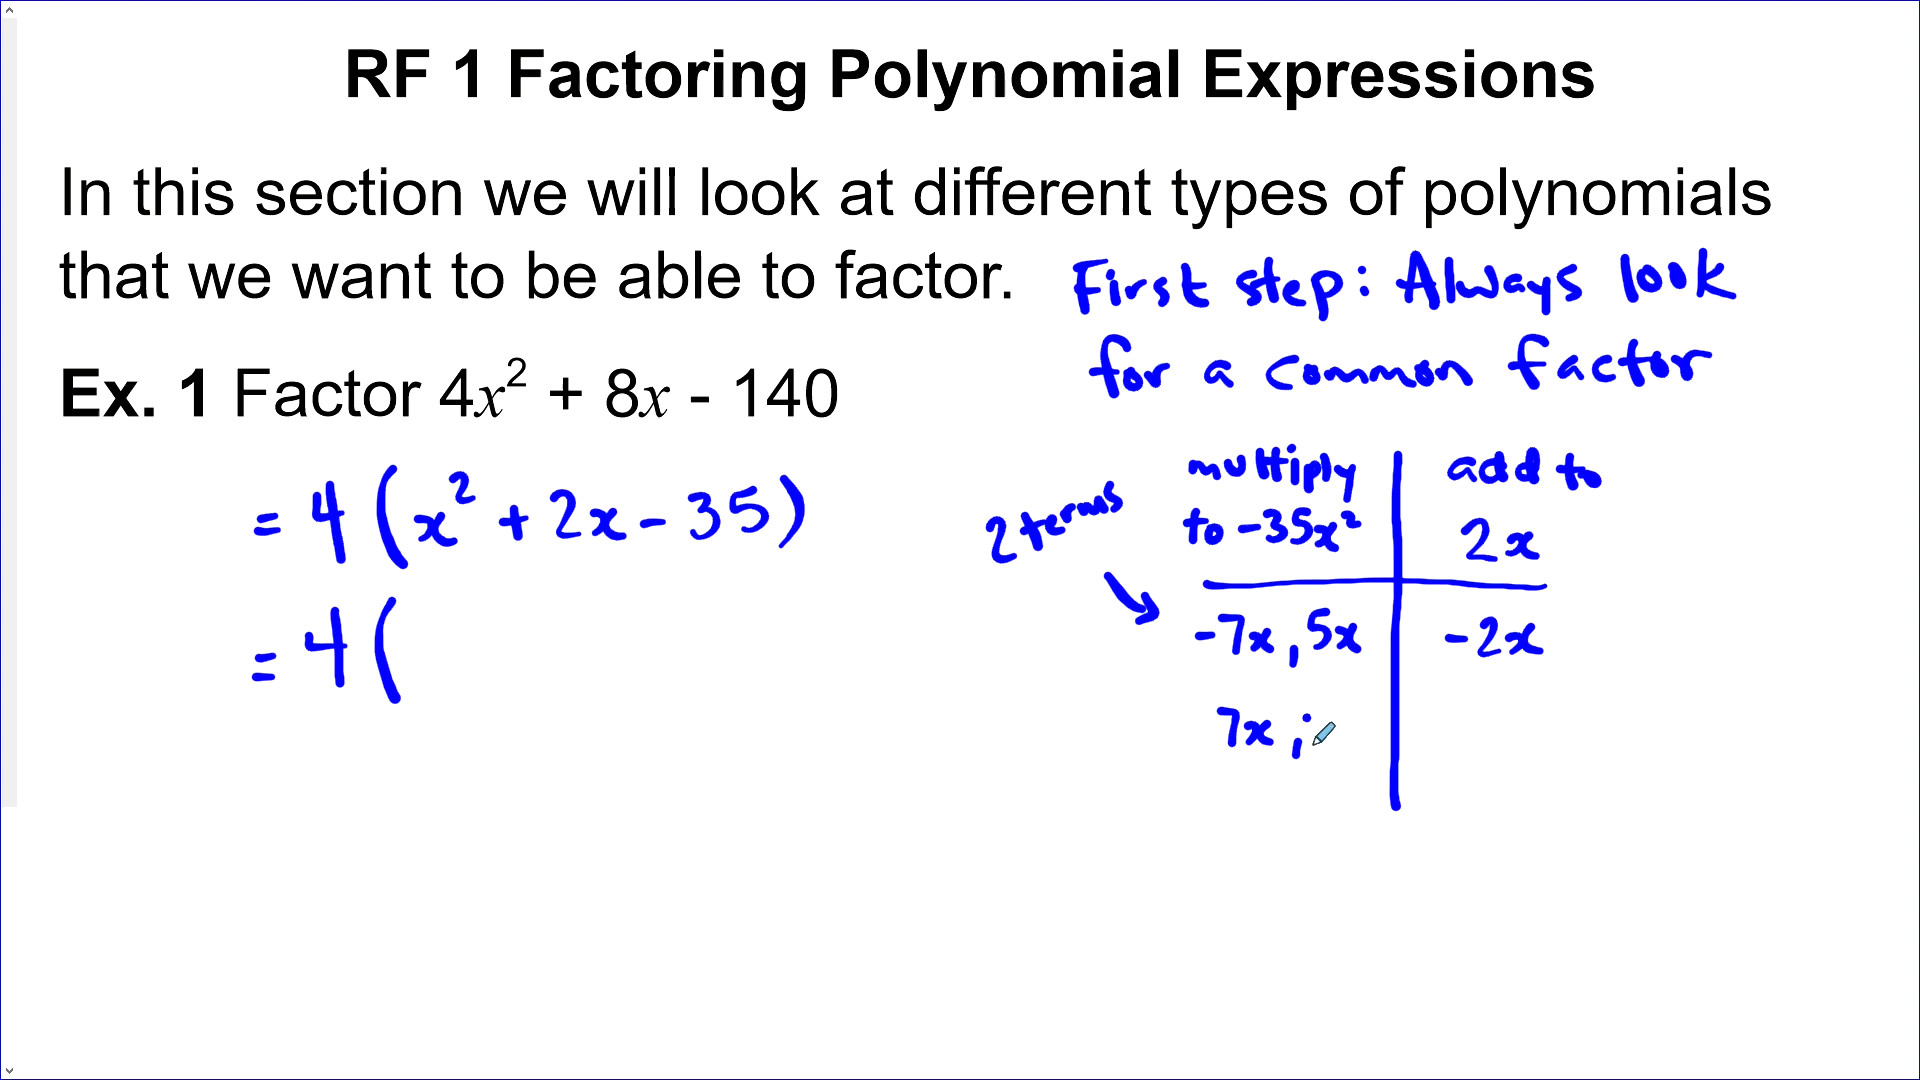 RF 1 Factoring Polynomial Expressions
In this section we will look at different types of polynomials
that we want to be able to factor.
First step: Always look
for a common factor
Ex. 1 Factor 4x² + 8x - 140
= 4(x² + 2x - 35)
= 4(
2 terms
multiply
to -35x²
add to
2x
-7x, 5x
-2x
7x,